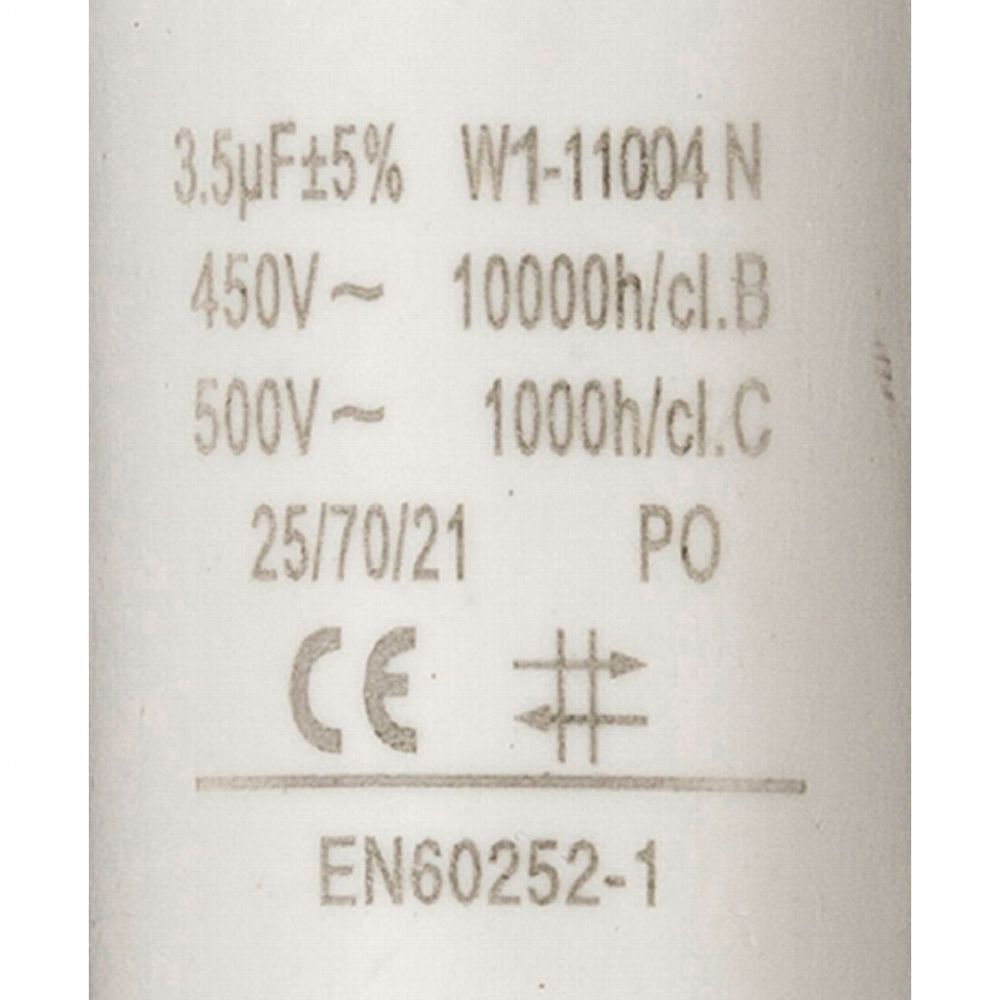 3.5µF±5% W1-11004 N
450V~ 10000h/cl.B
500V~ 1000h/cl.C
25/70/21 PO
CE
EN60252-1